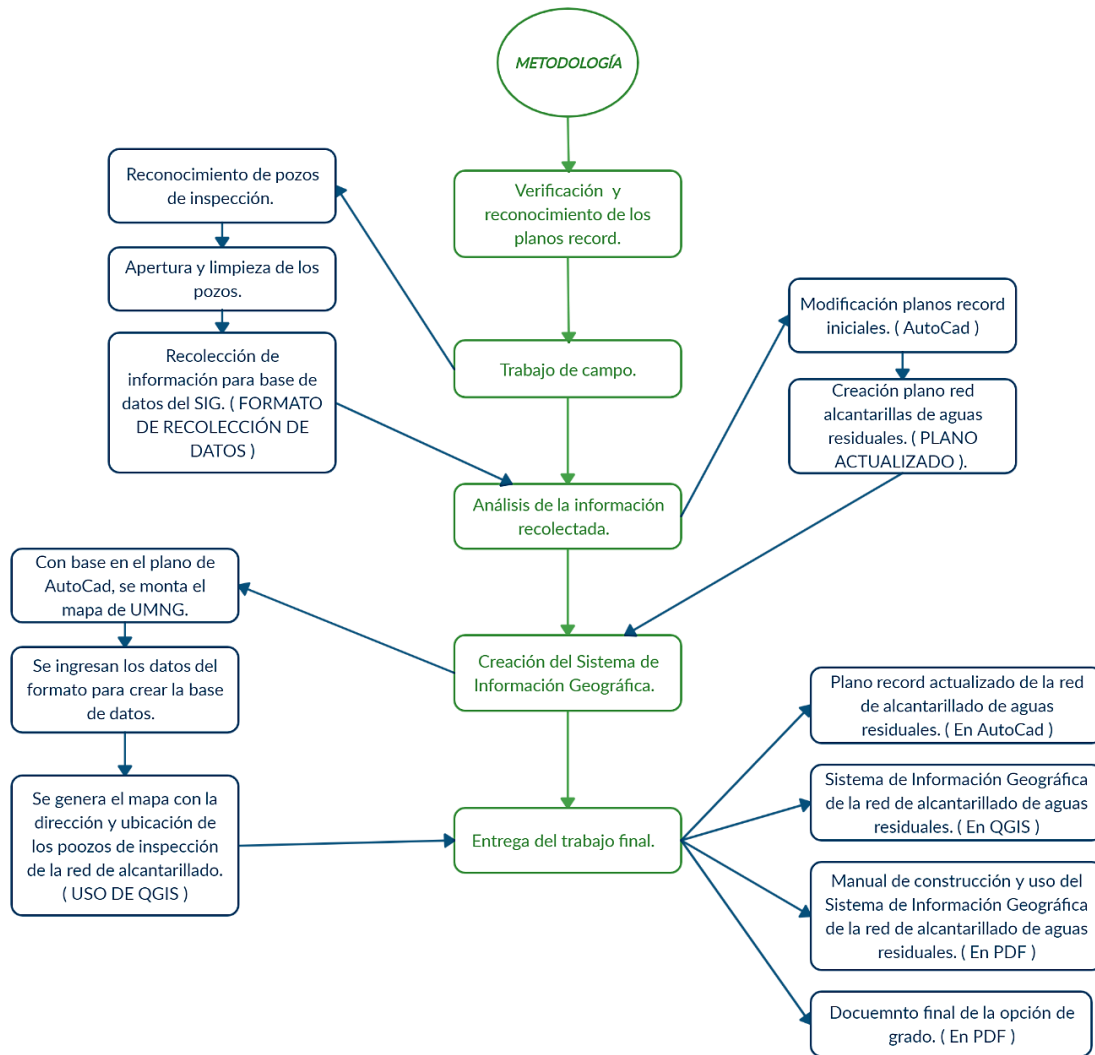 METODOLOGÍA
Verificación y
reconocimiento de los
planos record.
Trabajo de campo.
Reconocimiento de pozos
de inspección.
Apertura y limpieza de los
pozos.
Recolección de
información para base de
datos del SIG. ( FORMATO
DE RECOLECCIÓN DE
DATOS )
Análisis de la información
recolectada.
Modificación planos record
iniciales. ( AutoCad )
Creación plano red
alcantarillas de aguas
residuales. ( PLANO
ACTUALIZADO ).
Creación del Sistema de
Información Geográfica.
Con base en el plano de
AutoCad, se monta el
mapa de UMNG.
Se ingresan los datos del
formato para crear la base
de datos.
Se genera el mapa con la
dirección y ubicación de
los poozos de inspección
de la red de alcantarillado.
( USO DE QGIS )
Entrega del trabajo final.
Plano record actualizado de la red
de alcantarillado de aguas
residuales. ( En AutoCad )
Sistema de Información Geográfica
de la red de alcantarillado de aguas
residuales. ( En QGIS )
Manual de construcción y uso del
Sistema de Información Geográfica
de la red de alcantarillado de aguas
residuales. ( En PDF )
Docuemnto final de la opción de
grado. ( En PDF )